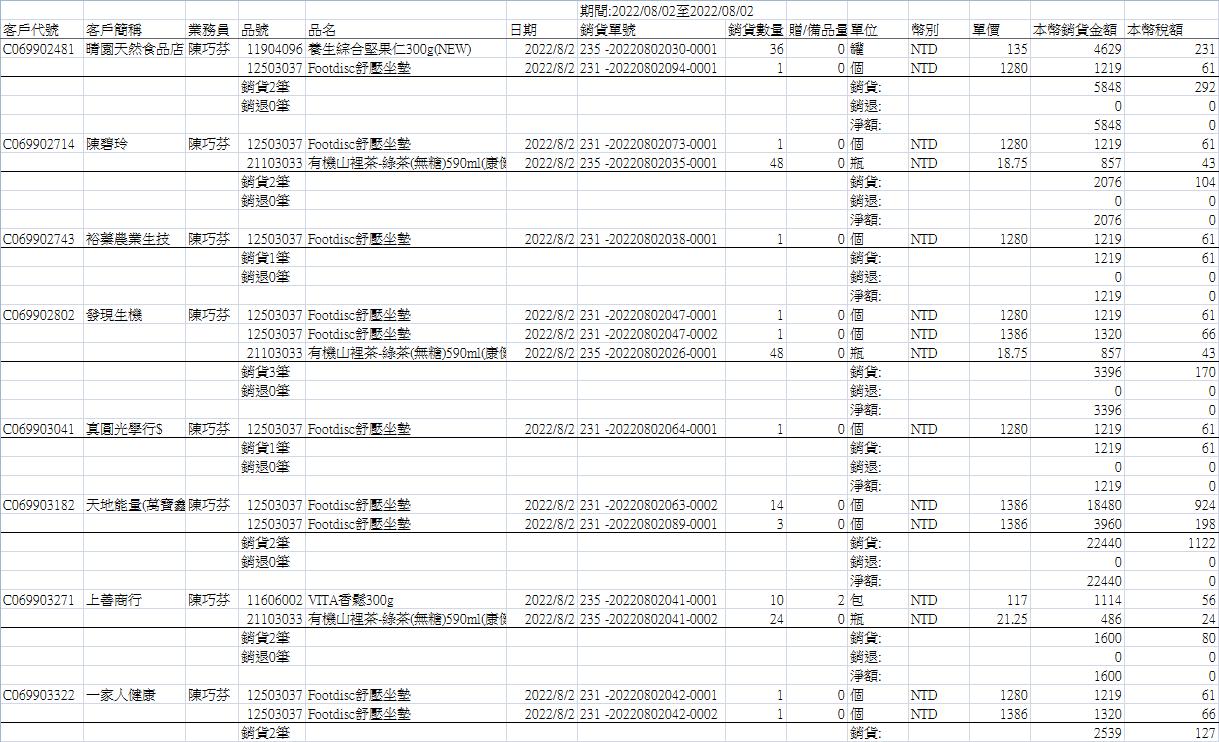 期間:2022/08/02至2022/08/02
客戶代號 客戶簡稱 業務員 品號 品名 日期 銷貨單號 銷貨數量 贈/備品量 單位 幣別 單價 本幣銷貨金額 本幣稅額
C069902481 晴園天然食品店 陳巧芬 11904096 養生綜合堅果仁300g(NEW) 2022/8/2 235 -20220802030-0001 36 0 罐 NTD 135 4629 231
12503037 Footdisc舒壓坐墊 2022/8/2 231 -20220802094-0001 1 0 個 NTD 1280 1219 61
銷貨2筆 銷貨: 5848 292
銷退0筆 銷退: 0 0
淨額: 5848 0
C069902714 陳碧玲 陳巧芬 12503037 Footdisc舒壓坐墊 2022/8/2 231 -20220802073-0001 1 0 個 NTD 1280 1219 61
21103033 有機山裡茶-綠茶(無糖)590ml(康 2022/8/2 235 -20220802035-0001 48 0 瓶 NTD 18.75 857 43
銷貨2筆 銷貨: 2076 104
銷退0筆 銷退: 0 0
淨額: 2076 0
C069902743 裕蘂農業生技 陳巧芬 12503037 Footdisc舒壓坐墊 2022/8/2 231 -20220802038-0001 1 0 個 NTD 1280 1219 61
銷貨1筆 銷貨: 1219 61
銷退0筆 銷退: 0 0
淨額: 1219 0
C069902802 發現生機 陳巧芬 12503037 Footdisc舒壓坐墊 2022/8/2 231 -20220802047-0001 1 0 個 NTD 1280 1219 61
12503037 Footdisc舒壓坐墊 2022/8/2 231 -20220802047-0002 1 0 個 NTD 1386 1320 66
21103033 有機山裡茶-綠茶(無糖)590ml(康 2022/8/2 235 -20220802026-0001 48 0 瓶 NTD 18.75 857 43
銷貨3筆 銷貨: 3396 170
銷退0筆 銷退: 0 0
淨額: 3396 0
C069903041 真圓光學行$ 陳巧芬 12503037 Footdisc舒壓坐墊 2022/8/2 231 -20220802064-0001 1 0 個 NTD 1280 1219 61
銷貨1筆 銷貨: 1219 61
銷退0筆 銷退: 0 0
淨額: 1219 0
C069903182 天地能量(萬寶鑫 陳巧芬 12503037 Footdisc舒壓坐墊 2022/8/2 231 -20220802063-0002 14 0 個 NTD 1386 18480 924
12503037 Footdisc舒壓坐墊 2022/8/2 231 -20220802089-0001 3 0 個 NTD 1386 3960 198
銷貨2筆 銷貨: 22440 1122
銷退0筆 銷退: 0 0
淨額: 22440 0
C069903271 上善商行 陳巧芬 11606002 VITA香鬆300g 2022/8/2 235 -20220802041-0001 10 2 包 NTD 117 1114 56
21103033 有機山裡茶-綠茶(無糖)590ml(康 2022/8/2 235 -20220802041-0002 24 0 瓶 NTD 21.25 486 24
銷貨2筆 銷貨: 1600 80
銷退0筆 銷退: 0 0
淨額: 1600 0
C069903322 一家人健康 陳巧芬 12503037 Footdisc舒壓坐墊 2022/8/2 231 -20220802042-0001 1 0 個 NTD 1280 1219 61
12503037 Footdisc舒壓坐墊 2022/8/2 231 -20220802042-0002 1 0 個 NTD 1386 1320 66
銷貨2筆 銷貨: 2539 127